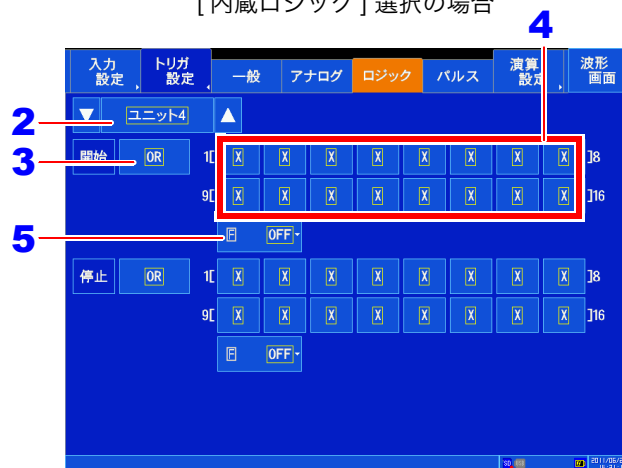 [ 内蔵ロジック ] 選択の場合
4
入力 トリガ 演算 波形
設定 設定 一般 アナログ ロジック パルス 設定 画面
2 ▼ ユニット4 ▲
3 開始 OR 1[ X X X X X X X X ]8
9[ X X X X X X X X ]16
5 F OFF
停止 OR 1[ X X X X X X X X ]8
9[ X X X X X X X X ]16
F OFF
SD